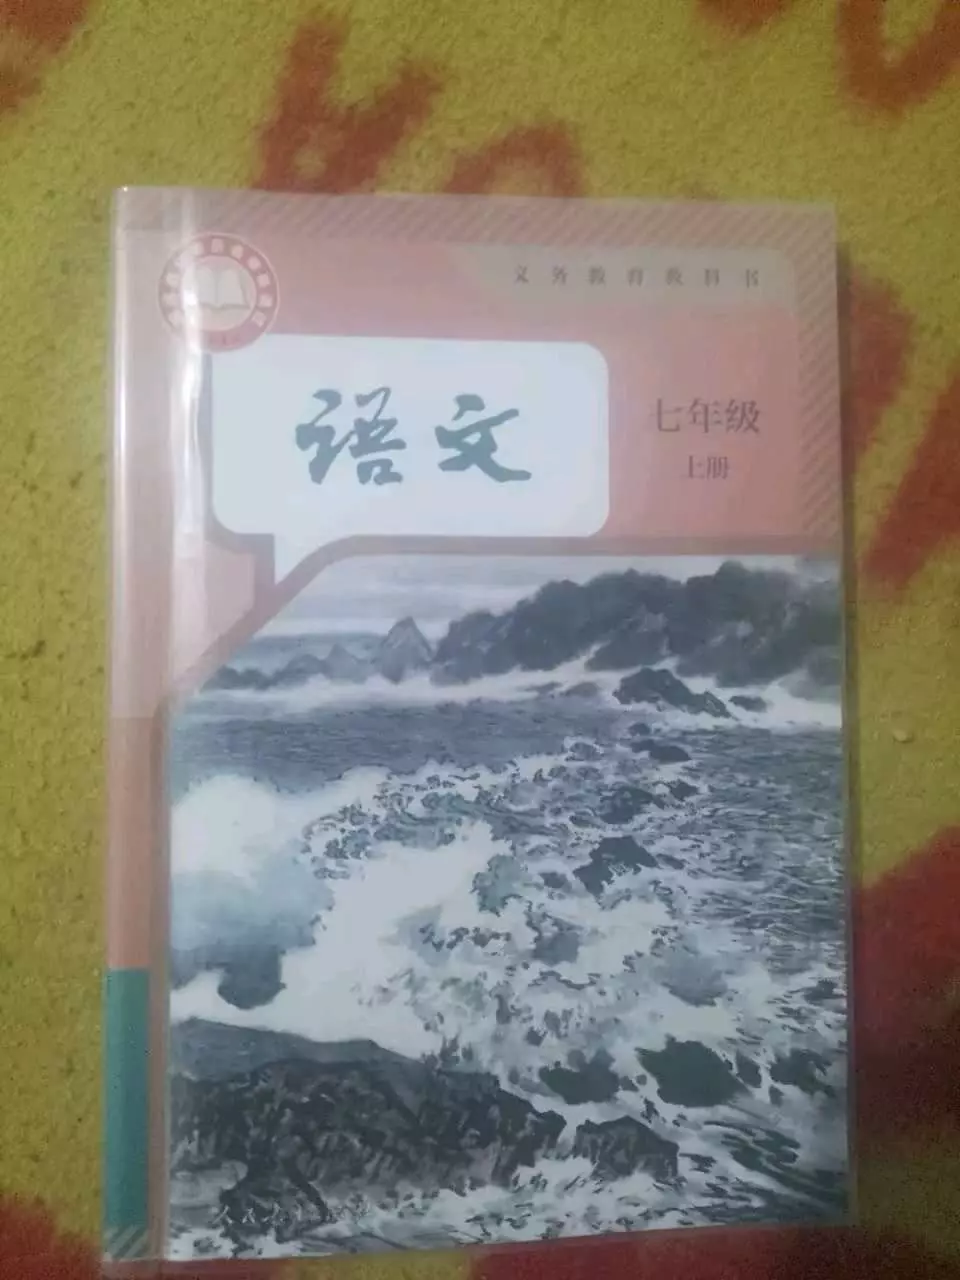 义务教育教科书
语文
七年级
上册